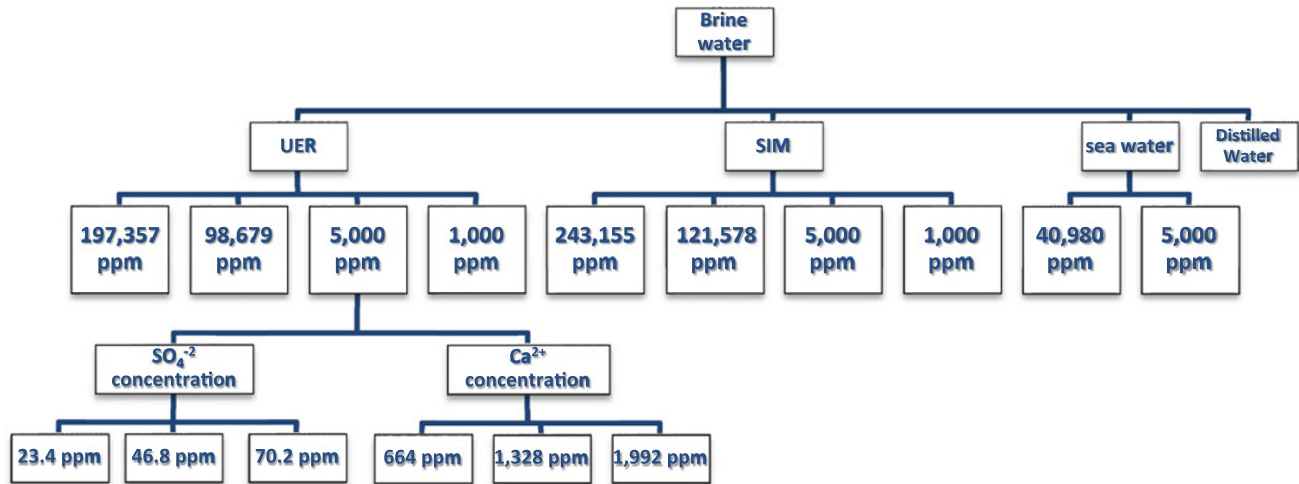 Brine
water
UER
SIM
sea water
Distilled
Water
197,357
ppm
98,679
ppm
5,000
ppm
1,000
ppm
243,155
ppm
121,578
ppm
5,000
ppm
1,000
ppm
40,980
ppm
5,000
ppm
SO₄⁻²
concentration
Ca²⁺
concentration
23.4 ppm
46.8 ppm
70.2 ppm
664 ppm
1,328 ppm
1,992 ppm